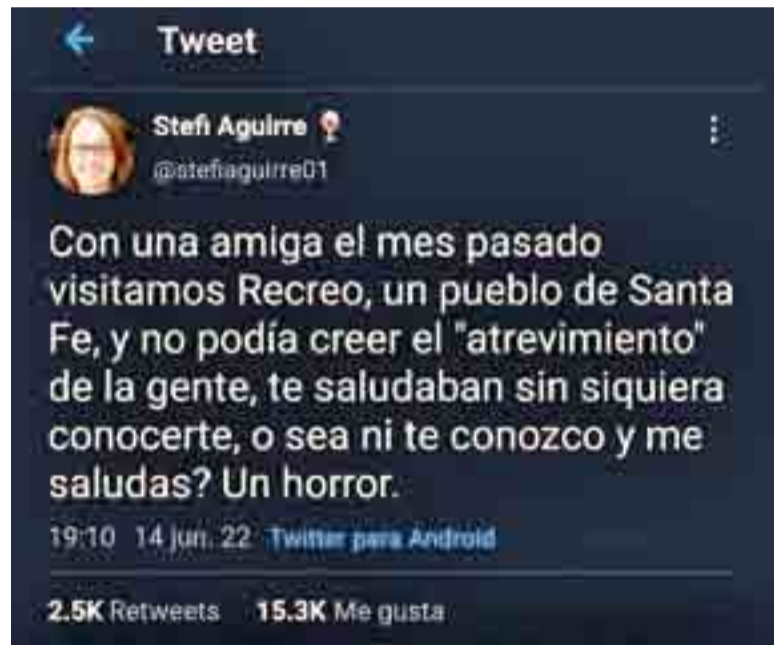 Tweet
Stefi Aguirre
@stefiaguirre01
Con una amiga el mes pasado
visitamos Recreo, un pueblo de Santa
Fe, y no podía creer el "atrevimiento"
de la gente, te saludaban sin siquiera
conocerte, o sea ni te conozco y me
saludas? Un horror.
19:10 14 jun. 22 Twitter para Android
2.5K Retweets 15.3K Me gusta